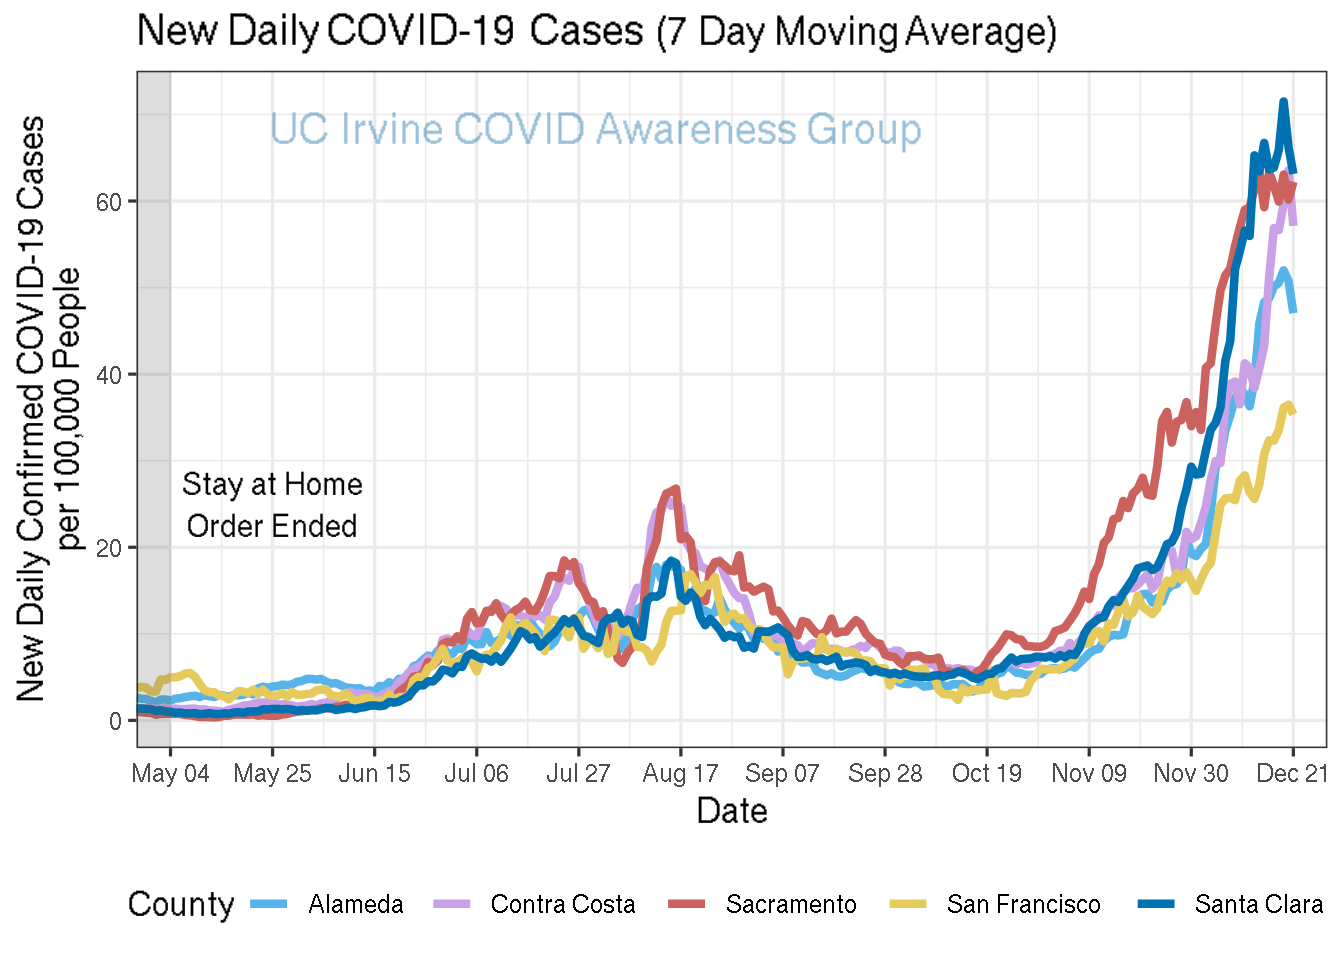 New Daily COVID-19 Cases (7 Day Moving Average)
UC Irvine COVID Awareness Group
New Daily Confirmed COVID-19 Cases
per 100,000 People
60
40
20
0
Stay at Home
Order Ended
May 04 May 25 Jun 15 Jul 06 Jul 27 Aug 17 Sep 07 Sep 28 Oct 19 Nov 09 Nov 30 Dec 21
Date
County Alameda Contra Costa Sacramento San Francisco Santa Clara